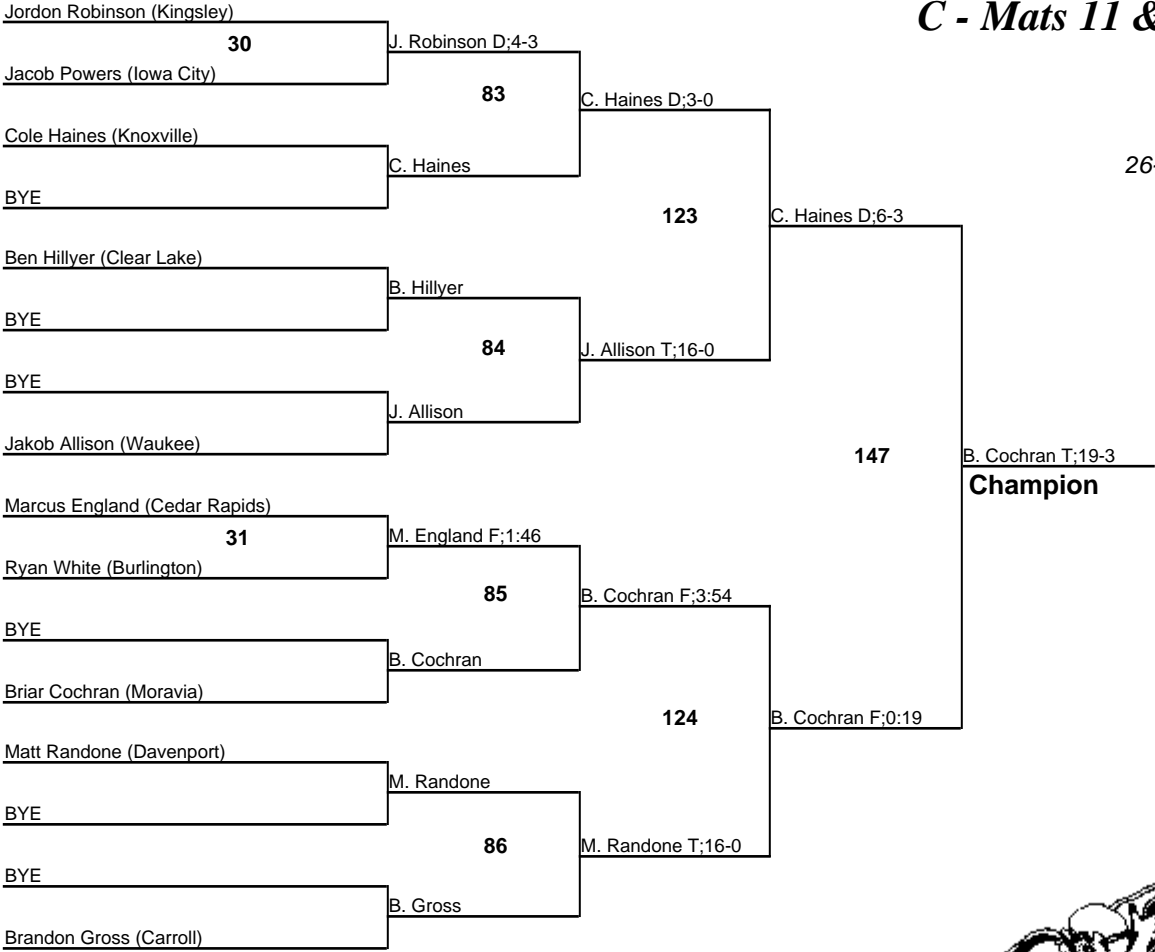 C - Mats 11 &
Jordon Robinson (Kingsley)
30
J. Robinson D;4-3
Jacob Powers (Iowa City)
83
C. Haines D;3-0
Cole Haines (Knoxville)
C. Haines
26-
BYE
123
C. Haines D;6-3
Ben Hillyer (Clear Lake)
B. Hillyer
BYE
84
J. Allison T;16-0
BYE
J. Allison
Jakob Allison (Waukee)
147
B. Cochran T;19-3
Champion
Marcus England (Cedar Rapids)
31
M. England F;1:46
Ryan White (Burlington)
85
B. Cochran F;3:54
BYE
B. Cochran
Briar Cochran (Moravia)
124
B. Cochran F;0:19
Matt Randone (Davenport)
M. Randone
BYE
86
M. Randone T;16-0
BYE
B. Gross
Brandon Gross (Carroll)